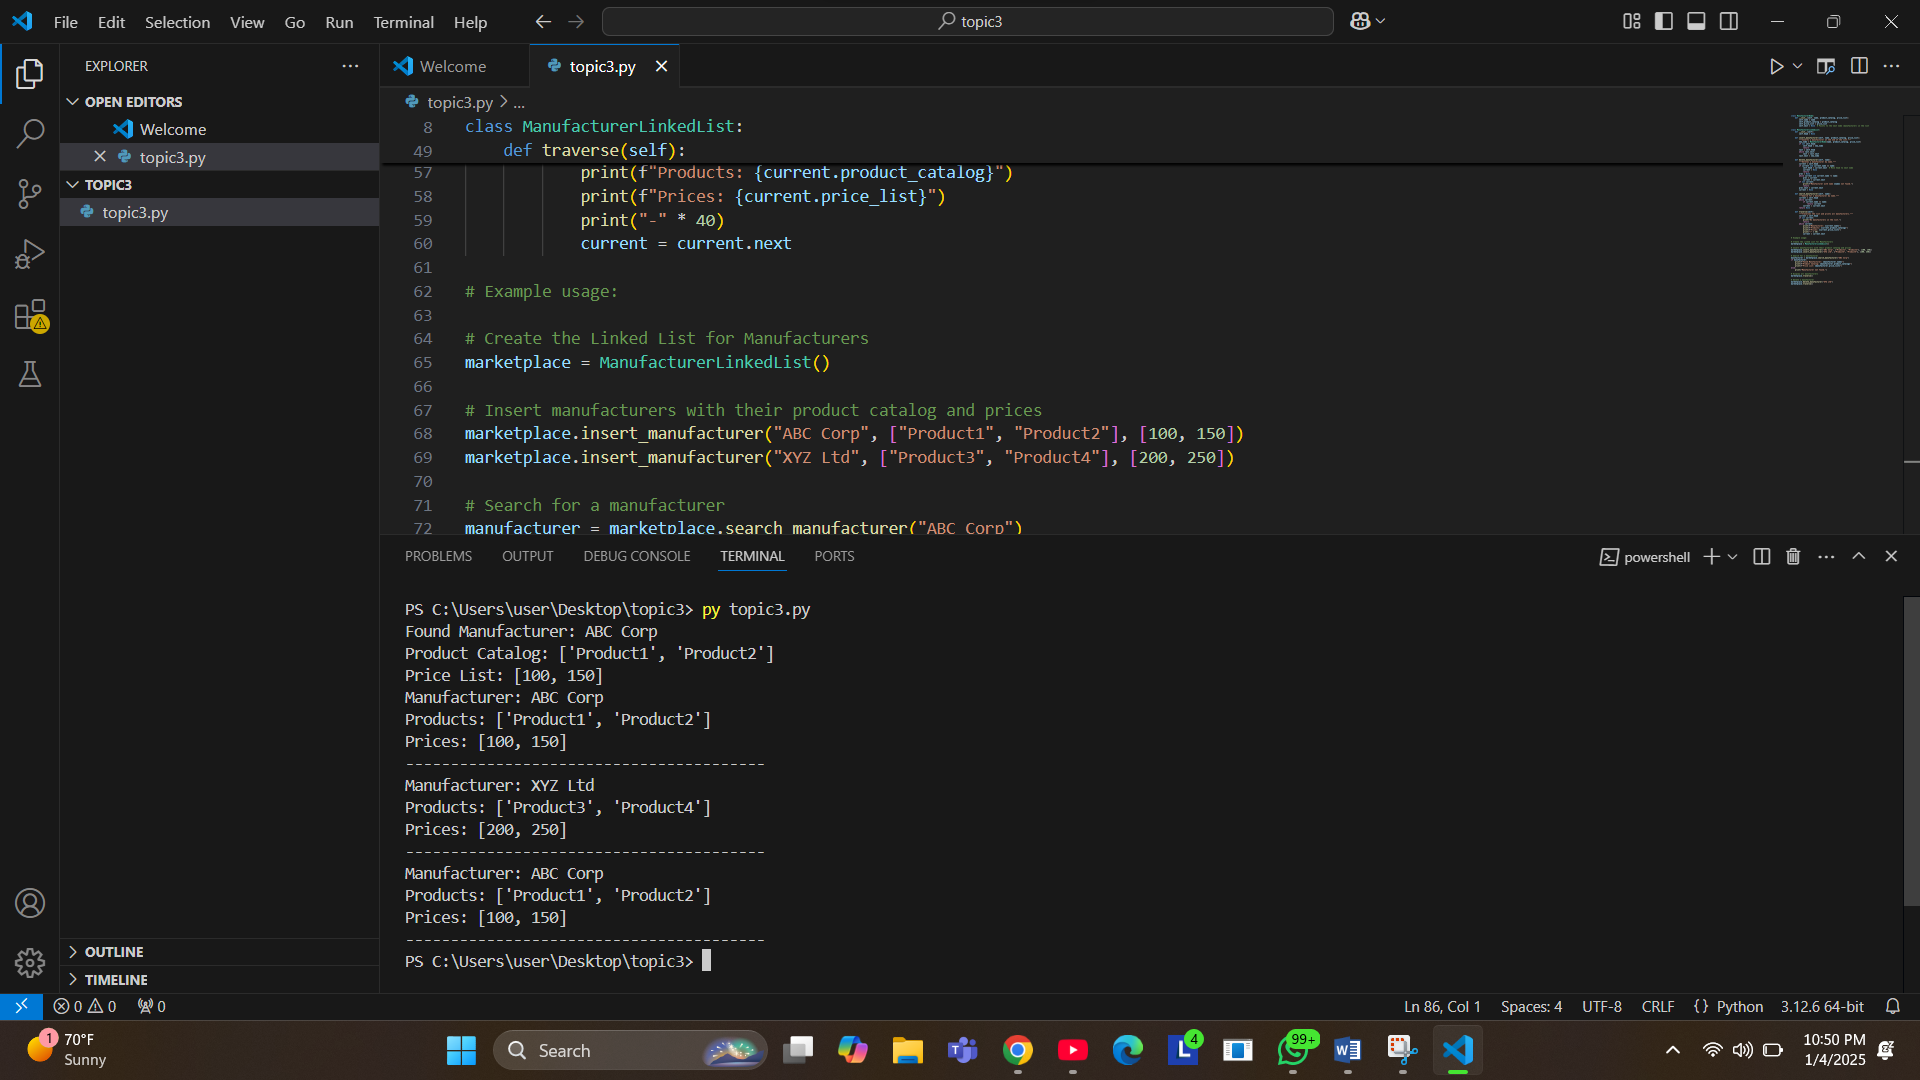 File Edit Selection View Go Run Terminal Help
topic3
EXPLORER
OPEN EDITORS
Welcome
topic3.py
TOPIC3
topic3.py
OUTLINE
TIMELINE
Welcome
topic3.py
topic3.py > ...
8 class ManufacturerLinkedList:
49 def traverse(self):
57 print(f"Products: {current.product_catalog}")
58 print(f"Prices: {current.price_list}")
59 print("-" * 40)
60 current = current.next
61
62 # Example usage:
63
64 # Create the Linked List for Manufacturers
65 marketplace = ManufacturerLinkedList()
66
67 # Insert manufacturers with their product catalog and prices
68 marketplace.insert_manufacturer("ABC Corp", ["Product1", "Product2"], [100, 150])
69 marketplace.insert_manufacturer("XYZ Ltd", ["Product3", "Product4"], [200, 250])
70
71 # Search for a manufacturer
72 manufacturer = marketplace.search_manufacturer("ABC Corp")
PROBLEMS OUTPUT DEBUG CONSOLE TERMINAL PORTS
powershell
PS C:\Users\user\Desktop\topic3> py topic3.py
Found Manufacturer: ABC Corp
Product Catalog: ['Product1', 'Product2']
Price List: [100, 150]
Manufacturer: ABC Corp
Products: ['Product1', 'Product2']
Prices: [100, 150]
----------------------------------------
Manufacturer: XYZ Ltd
Products: ['Product3', 'Product4']
Prices: [200, 250]
----------------------------------------
Manufacturer: ABC Corp
Products: ['Product1', 'Product2']
Prices: [100, 150]
----------------------------------------
PS C:\Users\user\Desktop\topic3>
0 0 0
Ln 86, Col 1 Spaces: 4 UTF-8 CRLF {} Python 3.12.6 64-bit
1
70°F
Sunny
Search
4
99+
10:50 PM
1/4/2025